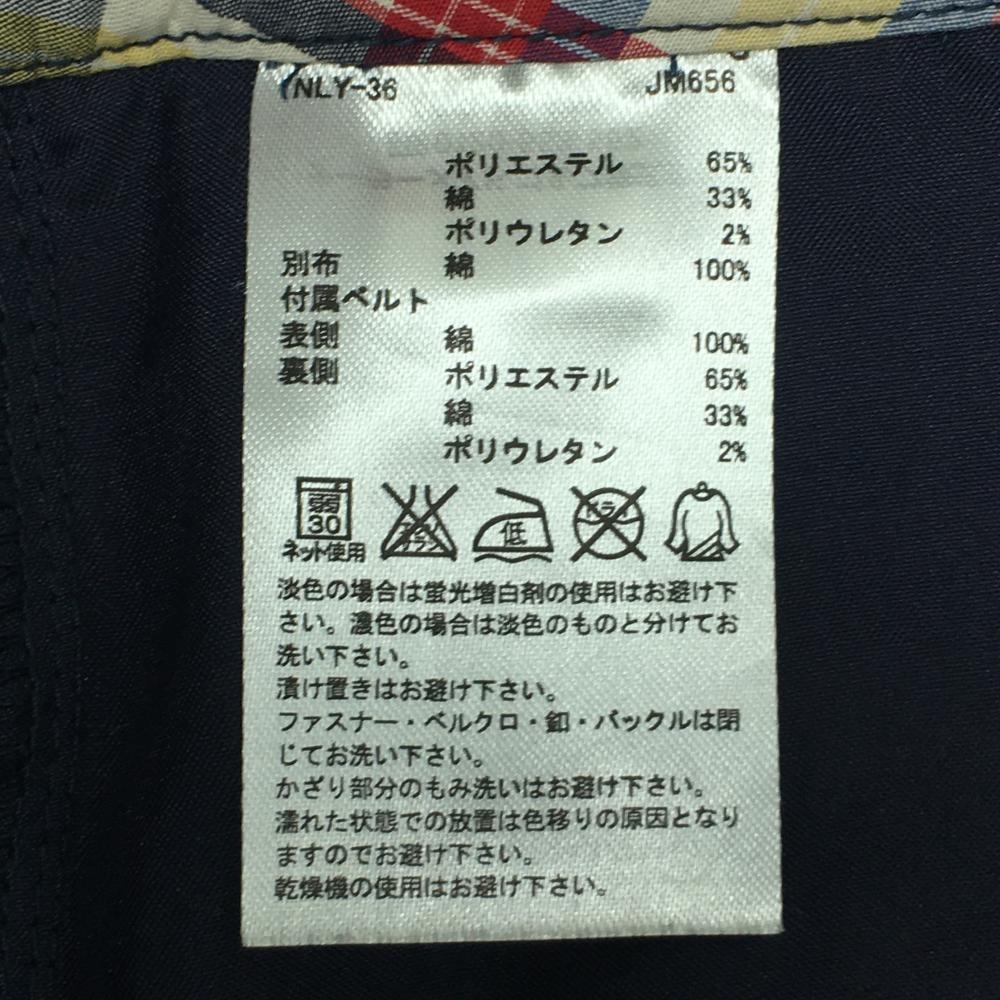 NLY-36 JM656
ポリエステル 65%
綿 33%
ポリウレタン 2%
別布 綿 100%
付属ベルト
表側 綿 100%
裏側 ポリエステル 65%
綿 33%
ポリウレタン 2%
弱 30 低 ドライ
ネット使用
淡色の場合は蛍光増白剤の使用はお避け下
さい。濃色の場合は淡色のものと分けてお
洗い下さい。
漬け置きはお避け下さい。
ファスナー・ベルクロ・釦・バックルは閉
じてお洗い下さい。
かざり部分のもみ洗いはお避け下さい。
濡れた状態での放置は色移りの原因となり
ますのでお避け下さい。
乾燥機の使用はお避け下さい。